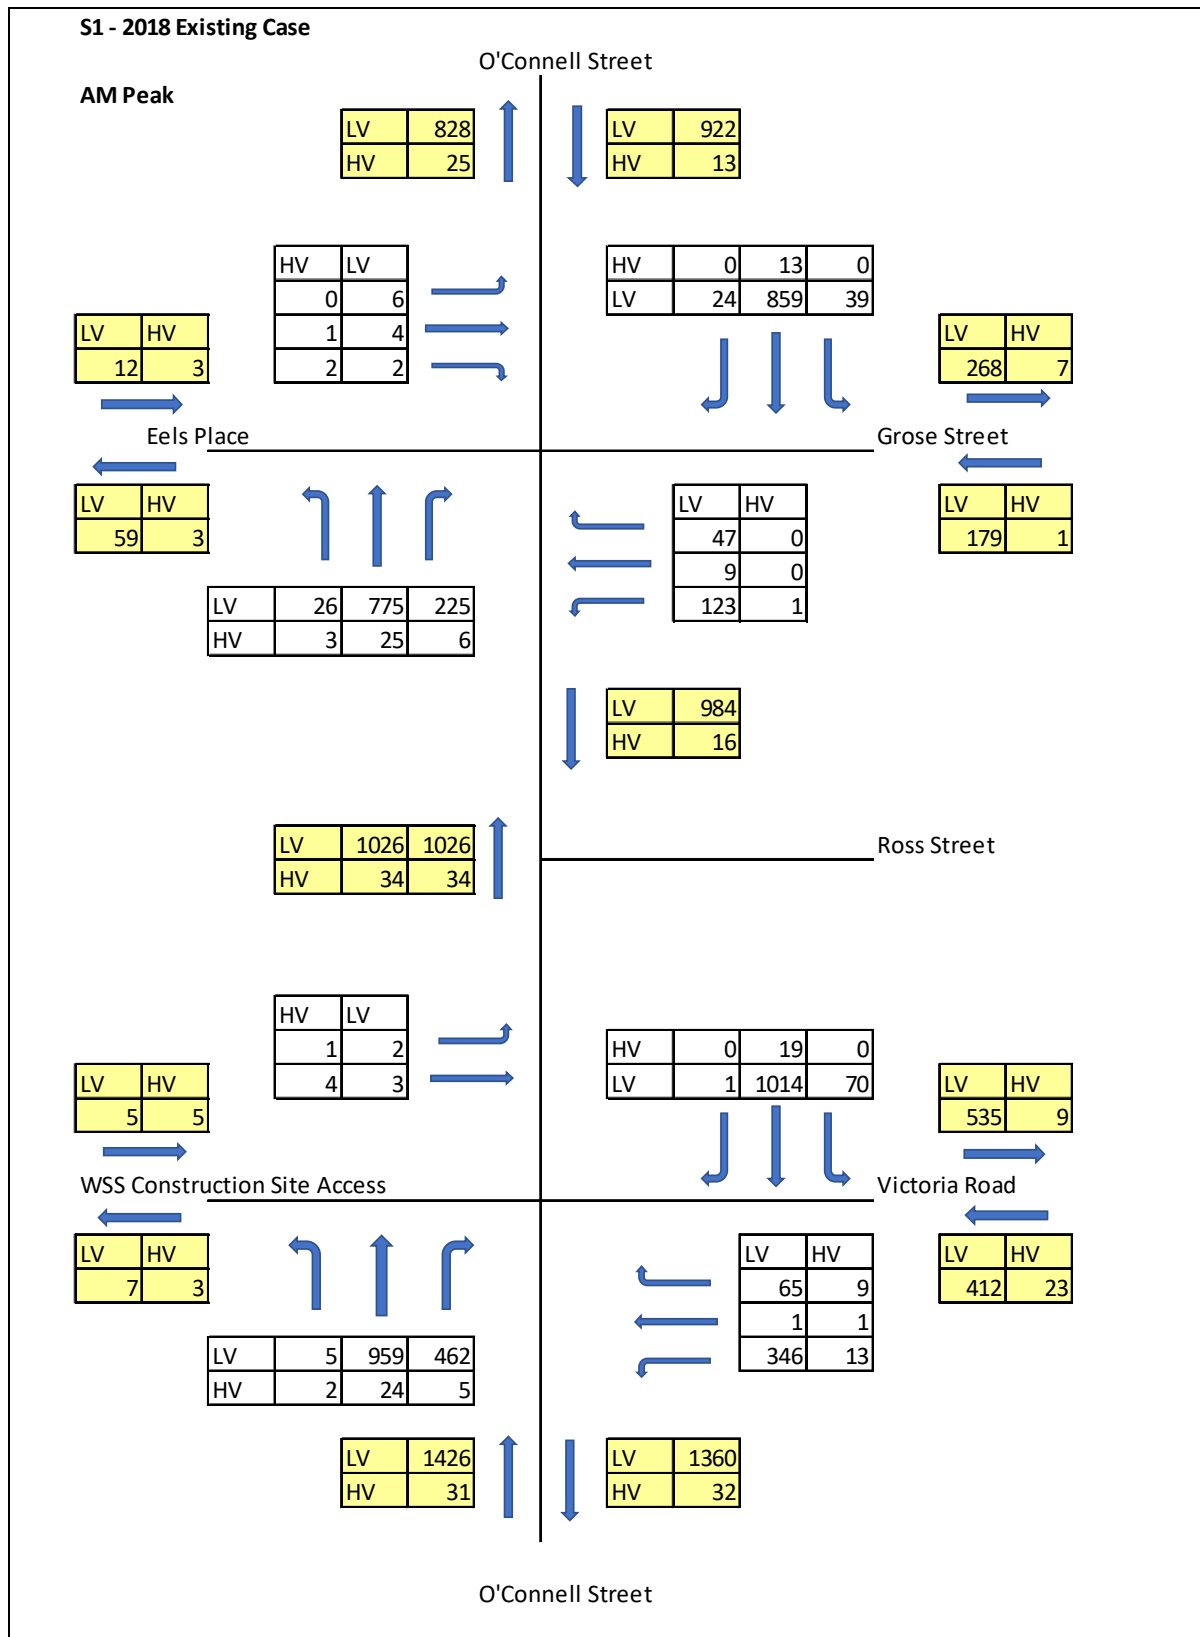 S1 - 2018 Existing Case
O'Connell Street
AM Peak
LV 828
HV 25
LV 922
HV 13
HV LV
0 6
1 4
2 2
HV 0 13 0
LV 24 859 39
LV HV
12 3
LV HV
268 7
Eels Place
Grose Street
LV HV
59 3
LV HV
47 0
9 0
123 1
LV HV
179 1
LV 26 775 225
HV 3 25 6
LV 984
HV 16
LV 1026 1026
HV 34 34
Ross Street
HV LV
1 2
4 3
HV 0 19 0
LV 1 1014 70
LV HV
5 5
LV HV
535 9
WSS Construction Site Access
Victoria Road
LV HV
7 3
LV HV
65 9
1 1
346 13
LV HV
412 23
LV 5 959 462
HV 2 24 5
LV 1426
HV 31
LV 1360
HV 32
O'Connell Street